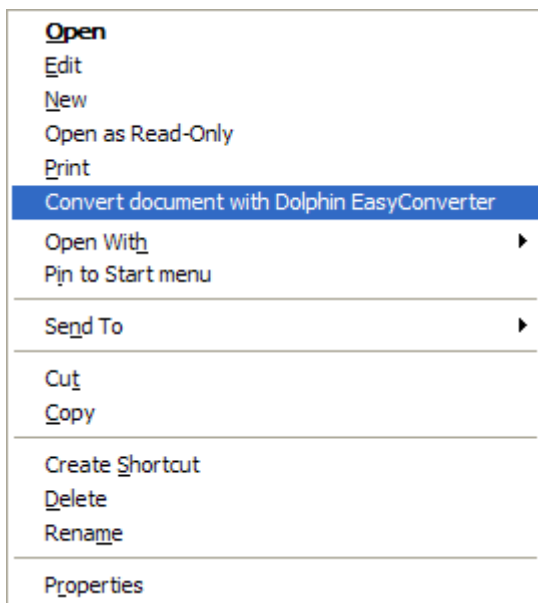 Open
Edit
New
Open as Read-Only
Print
Convert document with Dolphin EasyConverter
Open With
Pin to Start menu
Send To
Cut
Copy
Create Shortcut
Delete
Rename
Properties